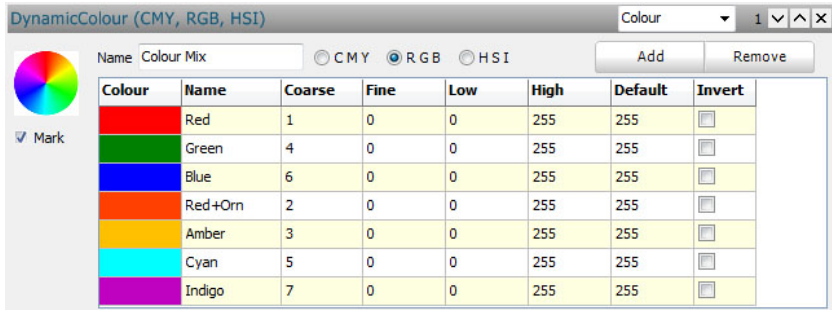 DynamicColour (CMY, RGB, HSI) Colour 1
Name Colour Mix CMY RGB HSI Add Remove
Colour Name Coarse Fine Low High Default Invert
Red 1 0 0 255 255
Mark
Green 4 0 0 255 255
Blue 6 0 0 255 255
Red+Orn 2 0 0 255 255
Amber 3 0 0 255 255
Cyan 5 0 0 255 255
Indigo 7 0 0 255 255